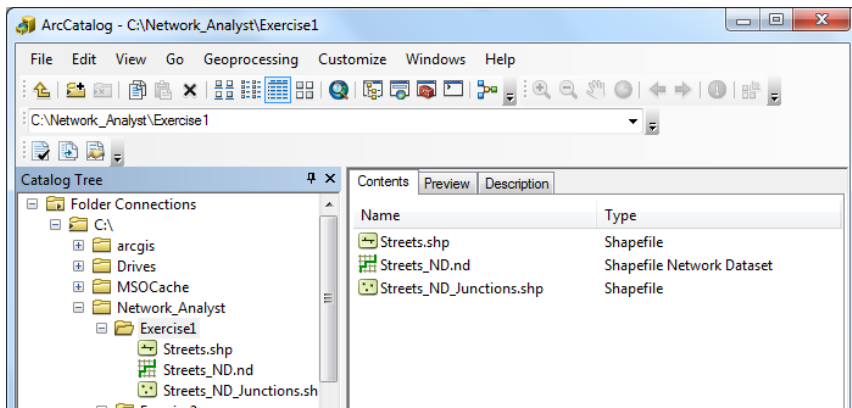 ArcCatalog - C:\Network_Analyst\Exercise1
File Edit View Go Geoprocessing Customize Windows Help
C:\Network_Analyst\Exercise1
Catalog Tree
Folder Connections
C:\
arcgis
Drives
MSOCache
Network_Analyst
Exercise1
Streets.shp
Streets_ND.nd
Streets_ND_Junctions.sh
Contents Preview Description
Name Type
Streets.shp Shapefile
Streets_ND.nd Shapefile Network Dataset
Streets_ND_Junctions.shp Shapefile